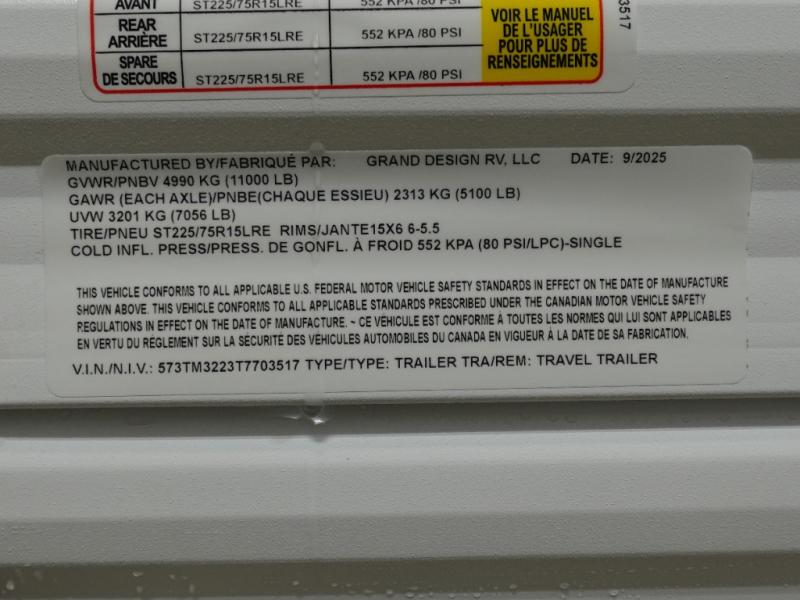 AVANT ST225/75R15LRE 552 KPA /80 PSI
REAR ARRIÈRE ST225/75R15LRE 552 KPA /80 PSI
SPARE DE SECOURS ST225/75R15LRE 552 KPA /80 PSI
VOIR LE MANUEL
DE L'USAGER
POUR PLUS DE
RENSEIGNEMENTS
3517
MANUFACTURED BY/FABRIQUÉ PAR: GRAND DESIGN RV, LLC DATE: 9/2025
GVWR/PNBV 4990 KG (11000 LB)
GAWR (EACH AXLE)/PNBE(CHAQUE ESSIEU) 2313 KG (5100 LB)
UVW 3201 KG (7056 LB)
TIRE/PNEU ST225/75R15LRE RIMS/JANTE15X6 6-5.5
COLD INFL. PRESS/PRESS. DE GONFL. À FROID 552 KPA (80 PSI/LPC)-SINGLE
THIS VEHICLE CONFORMS TO ALL APPLICABLE U.S. FEDERAL MOTOR VEHICLE SAFETY STANDARDS IN EFFECT ON THE DATE OF MANUFACTURE
SHOWN ABOVE. THIS VEHICLE CONFORMS TO ALL APPLICABLE STANDARDS PRESCRIBED UNDER THE CANADIAN MOTOR VEHICLE SAFETY
REGULATIONS IN EFFECT ON THE DATE OF MANUFACTURE. ~ CE VÉHICULE EST CONFORME À TOUTES LES NORMES QUI LUI SONT APPLICABLES
EN VERTU DU RÉGLEMENT SUR LA SÉCURITÉ DES VÉHICULES AUTOMOBILES DU CANADA EN VIGUEUR À LA DATE DE SA FABRICATION.
V.I.N./N.I.V.: 573TM3223T7703517 TYPE/TYPE: TRAILER TRA/REM: TRAVEL TRAILER